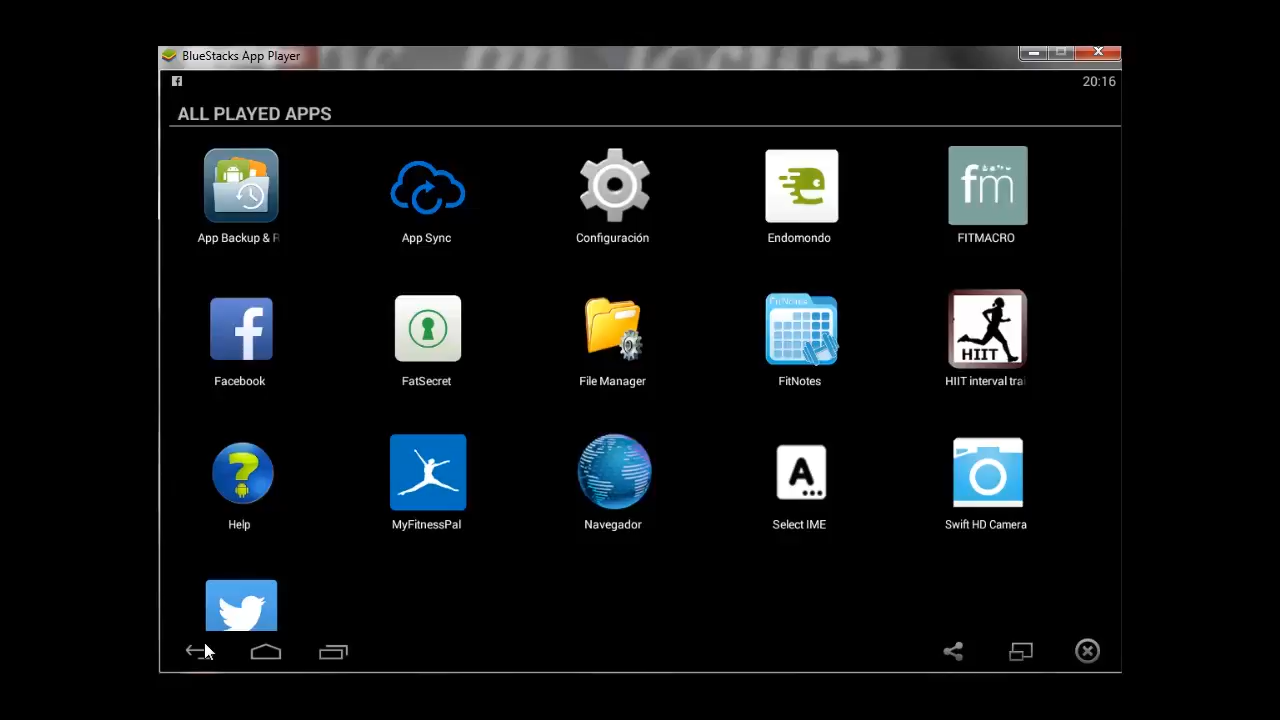 BlueStacks App Player
20:16
ALL PLAYED APPS
fm
App Backup & R
App Sync
Configuración
Endomondo
FITMACRO
FitNotes
HIIT
Facebook
FatSecret
File Manager
FitNotes
HIIT interval trai
A
Help
MyFitnessPal
Navegador
Select IME
Swift HD Camera